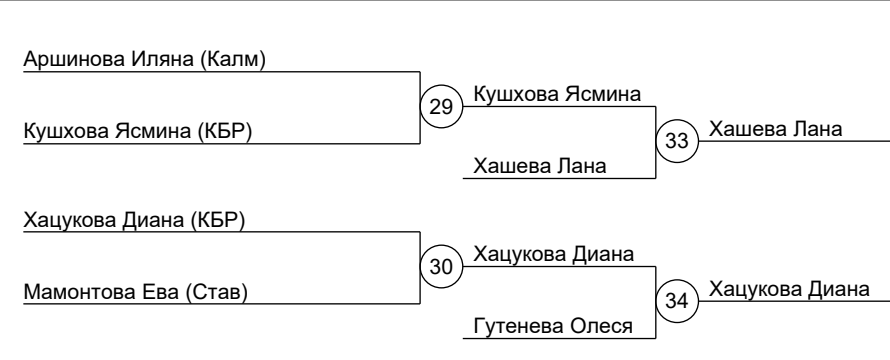 Аршинова Иляна (Калм)
29
Кушхова Ясмина
Кушхова Ясмина (КБР)
33
Хашева Лана
Хашева Лана
Хацукова Диана (КБР)
30
Хацукова Диана
Мамонтова Ева (Став)
34
Хацукова Диана
Гутенева Олеся